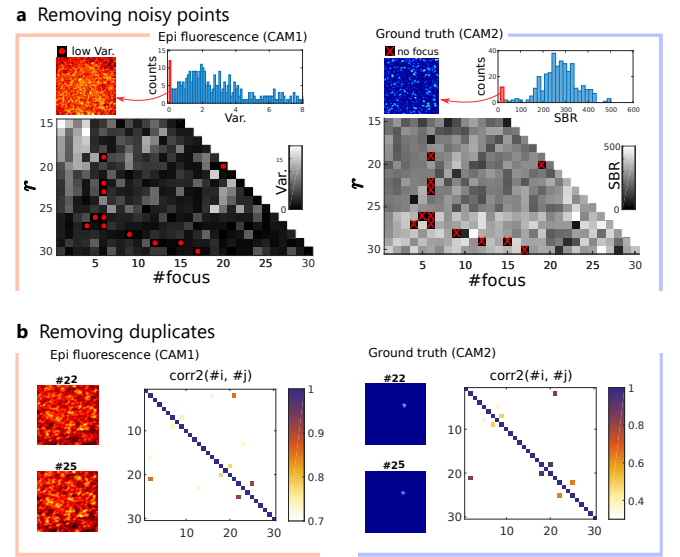 a Removing noisy points
Epi fluorescence (CAM1)
low Var.
counts
15
10
5
0
0 2 4 6 8
Var.
15
20
25
30
r
5 10 15 20 25 30
#focus
15
0
Var.
Ground truth (CAM2)
no focus
counts
40
20
0
0 100 200 300 400 500 600
SBR
15
20
25
30
r
5 10 15 20 25 30
#focus
500
0
SBR
b Removing duplicates
Epi fluorescence (CAM1)
#22
#25
corr2(#i, #j)
10
20
30
10 20 30
1
0.9
0.8
0.7
Ground truth (CAM2)
#22
#25
corr2(#i, #j)
10
20
30
10 20 30
1
0.8
0.6
0.4